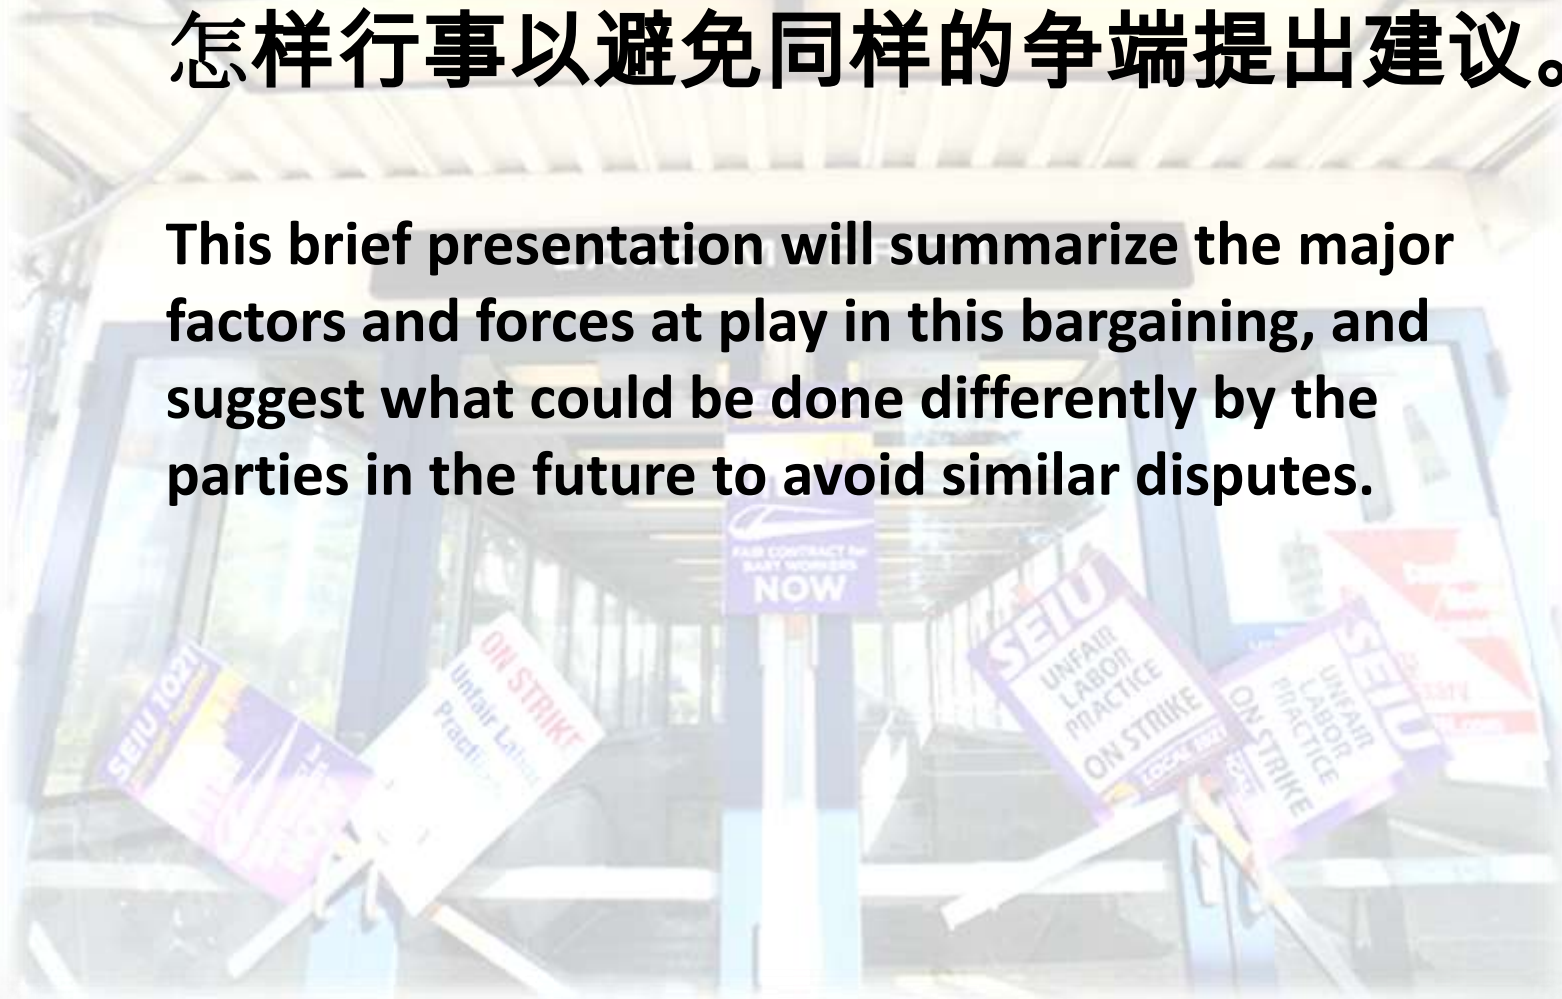 怎样行事以避免同样的争端提出建议。
This brief presentation will summarize the major
factors and forces at play in this bargaining, and
suggest what could be done differently by the
parties in the future to avoid similar disputes.
FAIR CONTRACT for
BART WORKERS
NOW
SEIU 1021
ON STRIKE
Unfair Labor
SEIU
UNFAIR
LABOR
PRACTICE
ON STRIKE
SEIU
UNFAIR
LABOR
PRACTICE
ON STRIKE